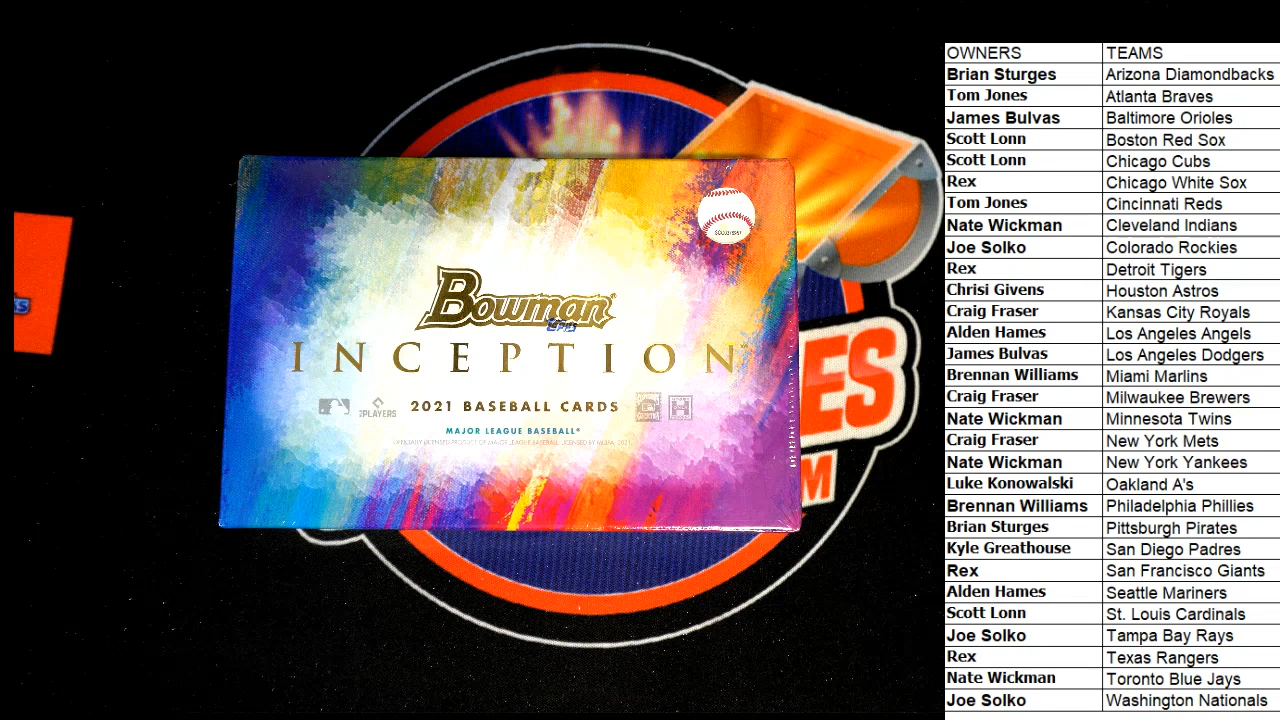 Bowman
TOPPS
INCEPTION
PLAYERS
2021 BASEBALL CARDS
MAJOR LEAGUE BASEBALL®
ES
M
OWNERS TEAMS
Brian Sturges Arizona Diamondbacks
Tom Jones Atlanta Braves
James Bulvas Baltimore Orioles
Scott Lonn Boston Red Sox
Scott Lonn Chicago Cubs
Rex Chicago White Sox
Tom Jones Cincinnati Reds
Nate Wickman Cleveland Indians
Joe Solko Colorado Rockies
Rex Detroit Tigers
Chrisi Givens Houston Astros
Craig Fraser Kansas City Royals
Alden Hames Los Angeles Angels
James Bulvas Los Angeles Dodgers
Brennan Williams Miami Marlins
Craig Fraser Milwaukee Brewers
Nate Wickman Minnesota Twins
Craig Fraser New York Mets
Nate Wickman New York Yankees
Luke Konowalski Oakland A's
Brennan Williams Philadelphia Phillies
Brian Sturges Pittsburgh Pirates
Kyle Greathouse San Diego Padres
Rex San Francisco Giants
Alden Hames Seattle Mariners
Scott Lonn St. Louis Cardinals
Joe Solko Tampa Bay Rays
Rex Texas Rangers
Nate Wickman Toronto Blue Jays
Joe Solko Washington Nationals